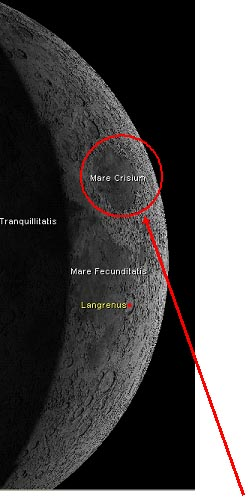 Mare Crisium
Tranquillitatis
Mare Fecunditatis
Langrenus